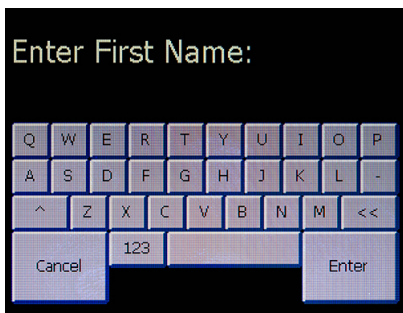 Enter First Name:
Q W E R T Y U I O P
A S D F G H J K L -
^ Z X C V B N M <<
Cancel 123 Enter